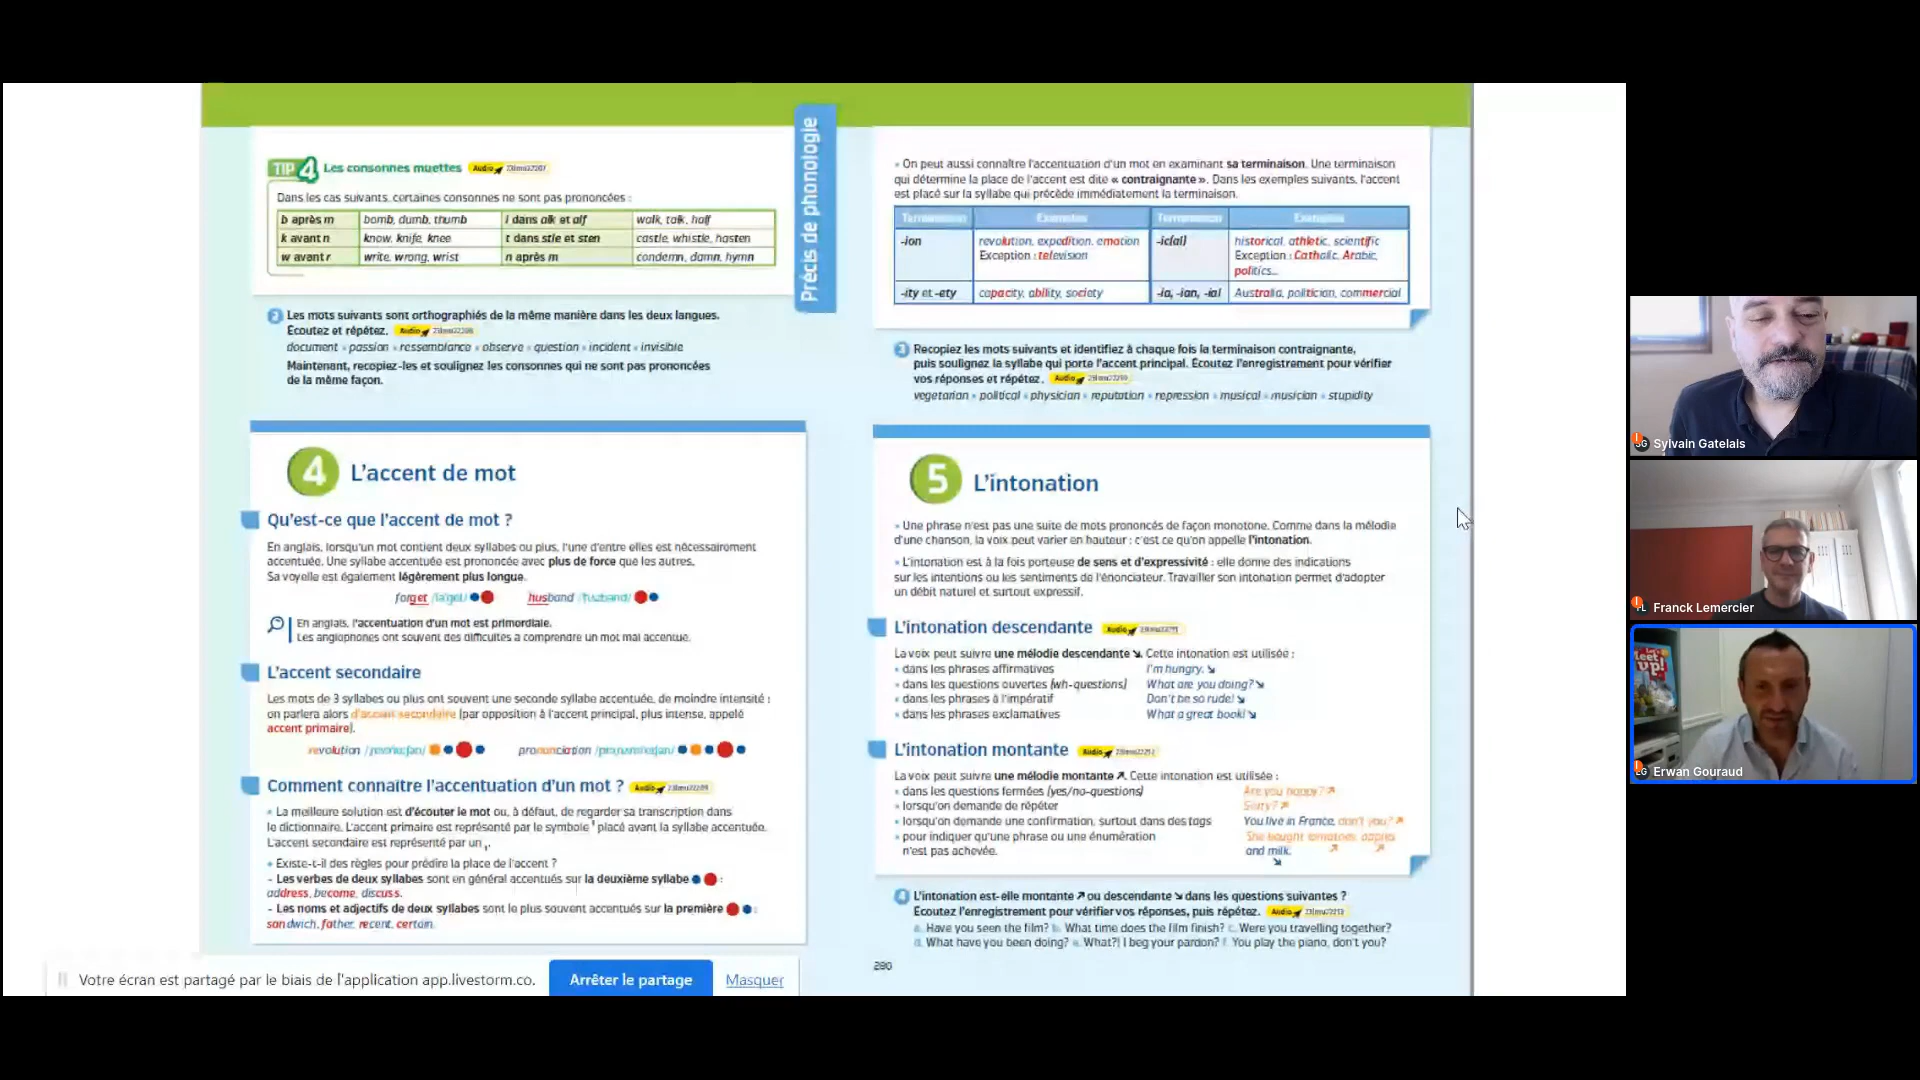 TIP 4 Les consonnes muettes Audio
Dans les cas suivants, certaines consonnes ne sont pas prononcées :
b après m bomb, dumb, thumb l dans alk et alf walk, talk, half
k avant n know, knife, knee t dans stle et sten castle, whistle, hasten
w avant r write, wrong, wrist n après m condemn, damn, hymn
2 Les mots suivants sont orthographiés de la même manière dans les deux langues.
Écoutez et répétez. Audio
document • passion • ressemblance • observe • question • incident • invisible
Maintenant, recopiez-les et soulignez les consonnes qui ne sont pas prononcées
de la même façon.
4 L'accent de mot
Qu'est-ce que l'accent de mot ?
En anglais, lorsqu'un mot contient deux syllabes ou plus, l'une d'entre elles est nécessairement
accentuée. Une syllabe accentuée est prononcée avec plus de force que les autres.
Sa voyelle est également légèrement plus longue.
forget husband
En anglais, l'accentuation d'un mot est primordiale.
Les anglophones ont souvent des difficultés à comprendre un mot mal accentué.
L'accent secondaire
Les mots de 3 syllabes ou plus ont souvent une seconde syllabe accentuée, de moindre intensité :
on parlera alors d'accent secondaire (par opposition à l'accent principal, plus intense, appelé
accent primaire).
revolution pronunciation
Comment connaître l'accentuation d'un mot ? Audio
• La meilleure solution est d'écouter le mot ou, à défaut, de regarder sa transcription dans
le dictionnaire. L'accent primaire est représenté par le symbole ' placé avant la syllabe accentuée.
L'accent secondaire est représenté par un ˌ.
• Existe-t-il des règles pour prédire la place de l'accent ?
- Les verbes de deux syllabes sont en général accentués sur la deuxième syllabe :
address, become, discuss.
- Les noms et adjectifs de deux syllabes sont le plus souvent accentués sur la première :
sandwich, father, recent, certain.
Précis de phonologie
• On peut aussi connaître l'accentuation d'un mot en examinant sa terminaison. Une terminaison
qui détermine la place de l'accent est dite « contraignante ». Dans les exemples suivants, l'accent
est placé sur la syllabe qui précède immédiatement la terminaison.
Terminaison Exemples Terminaison Exemples
-ion revolution, expedition, emotion -ic(al) historical, athletic, scientific
Exception : television Exception : Catholic, Arabic,
politics...
-ity et -ety capacity, ability, society -ia, -ian, -ial Australia, politician, commercial
3 Recopiez les mots suivants et identifiez à chaque fois la terminaison contraignante,
puis soulignez la syllabe qui porte l'accent principal. Écoutez l'enregistrement pour vérifier
vos réponses et répétez. Audio
vegetarian • political • physician • reputation • repression • musical • musician • stupidity
5 L'intonation
• Une phrase n'est pas une suite de mots prononcés de façon monotone. Comme dans la mélodie
d'une chanson, la voix peut varier en hauteur : c'est ce qu'on appelle l'intonation.
• L'intonation est à la fois porteuse de sens et d'expressivité : elle donne des indications
sur les intentions ou les sentiments de l'énonciateur. Travailler son intonation permet d'adopter
un débit naturel et surtout expressif.
L'intonation descendante Audio
La voix peut suivre une mélodie descendante ↘. Cette intonation est utilisée :
• dans les phrases affirmatives I'm hungry. ↘
• dans les questions ouvertes (wh-questions) What are you doing? ↘
• dans les phrases à l'impératif Don't be so rude! ↘
• dans les phrases exclamatives What a great book! ↘
L'intonation montante Audio
La voix peut suivre une mélodie montante ↗. Cette intonation est utilisée :
• dans les questions fermées (yes/no-questions) Are you happy? ↗
• lorsqu'on demande de répéter Sorry? ↗
• lorsqu'on demande une confirmation, surtout dans des tags You live in France, don't you? ↗
• pour indiquer qu'une phrase ou une énumération She bought tomatoes, apples
n'est pas achevée. and milk. ↗ ↗
↘
4 L'intonation est-elle montante ↗ ou descendante ↘ dans les questions suivantes ?
Écoutez l'enregistrement pour vérifier vos réponses, puis répétez. Audio
a. Have you seen the film? b. What time does the film finish? c. Were you travelling together?
d. What have you been doing? e. What?! I beg your pardon? f. You play the piano, don't you?
280
Votre écran est partagé par le biais de l'application app.livestorm.co. Arrêter le partage Masquer
SG Sylvain Gatelais
FL Franck Lemercier
Meet
up!
EG Erwan Gouraud